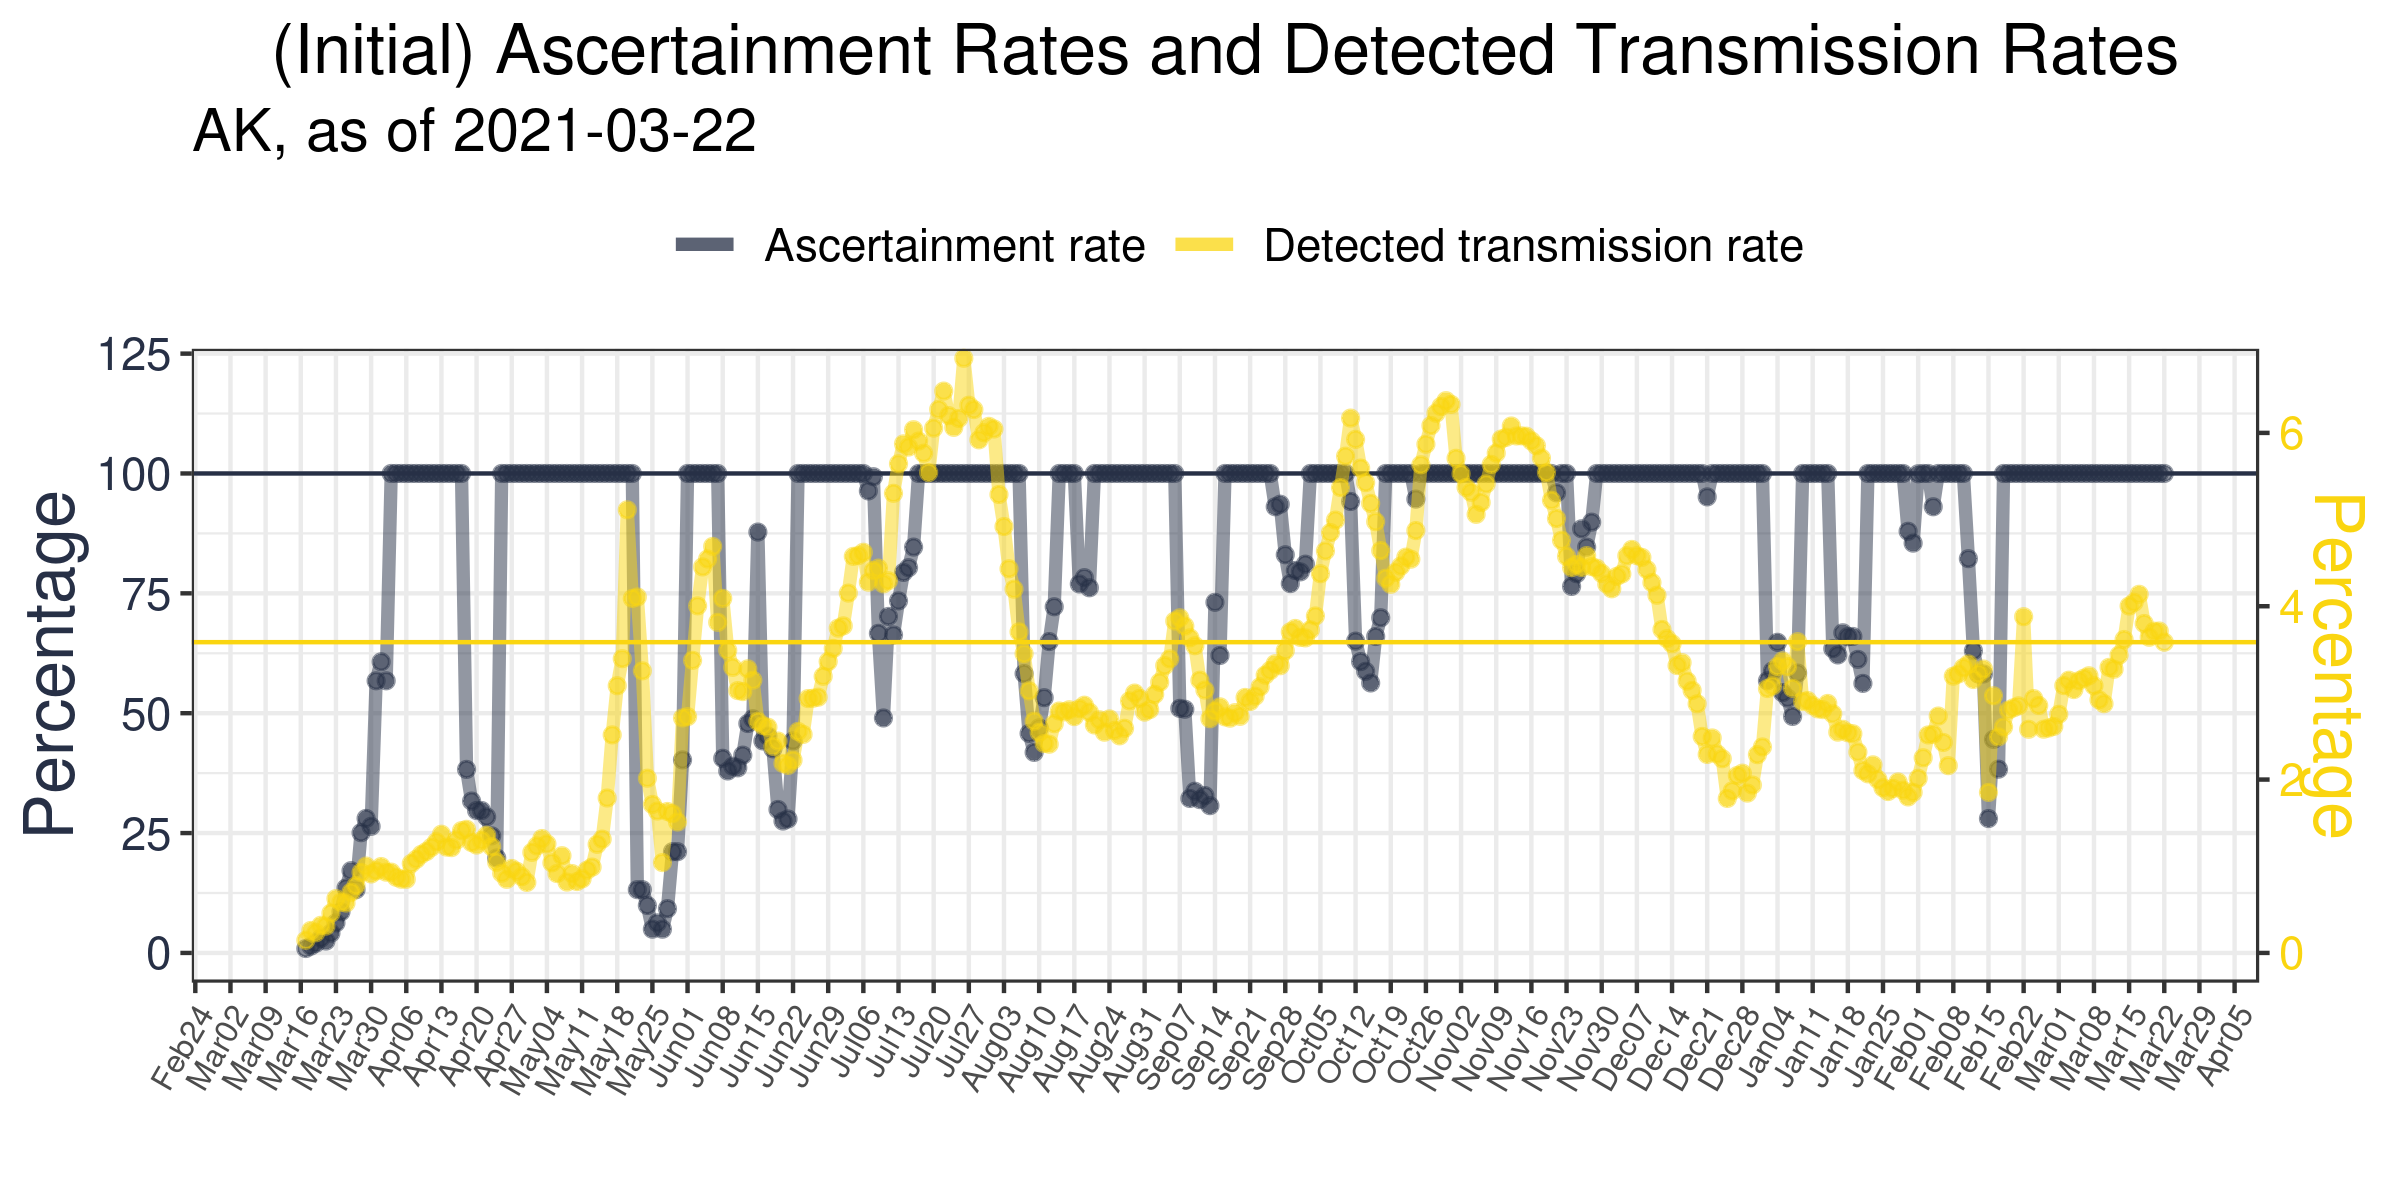 (Initial) Ascertainment Rates and Detected Transmission Rates
AK, as of 2021-03-22
Ascertainment rate
Detected transmission rate
Percentage
125
100
75
50
25
0
6
4
2
0
Percentage
Feb24
Mar02
Mar09
Mar16
Mar23
Mar30
Apr06
Apr13
Apr20
Apr27
May04
May11
May18
May25
Jun01
Jun08
Jun15
Jun22
Jun29
Jul06
Jul13
Jul20
Jul27
Aug03
Aug10
Aug17
Aug24
Aug31
Sep07
Sep14
Sep21
Sep28
Oct05
Oct12
Oct19
Oct26
Nov02
Nov09
Nov16
Nov23
Nov30
Dec07
Dec14
Dec21
Dec28
Jan04
Jan11
Jan18
Jan25
Feb01
Feb08
Feb15
Feb22
Mar01
Mar08
Mar15
Mar22
Mar29
Apr05